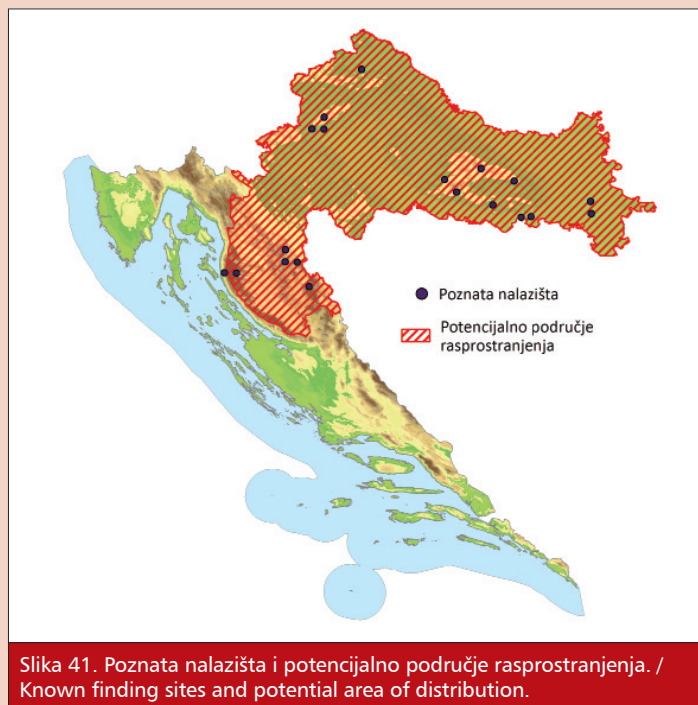 Poznata nalazišta
Potencijalno područje
rasprostranjenja
Slika 41. Poznata nalazišta i potencijalno područje rasprostranjenja. /
Known finding sites and potential area of distribution.